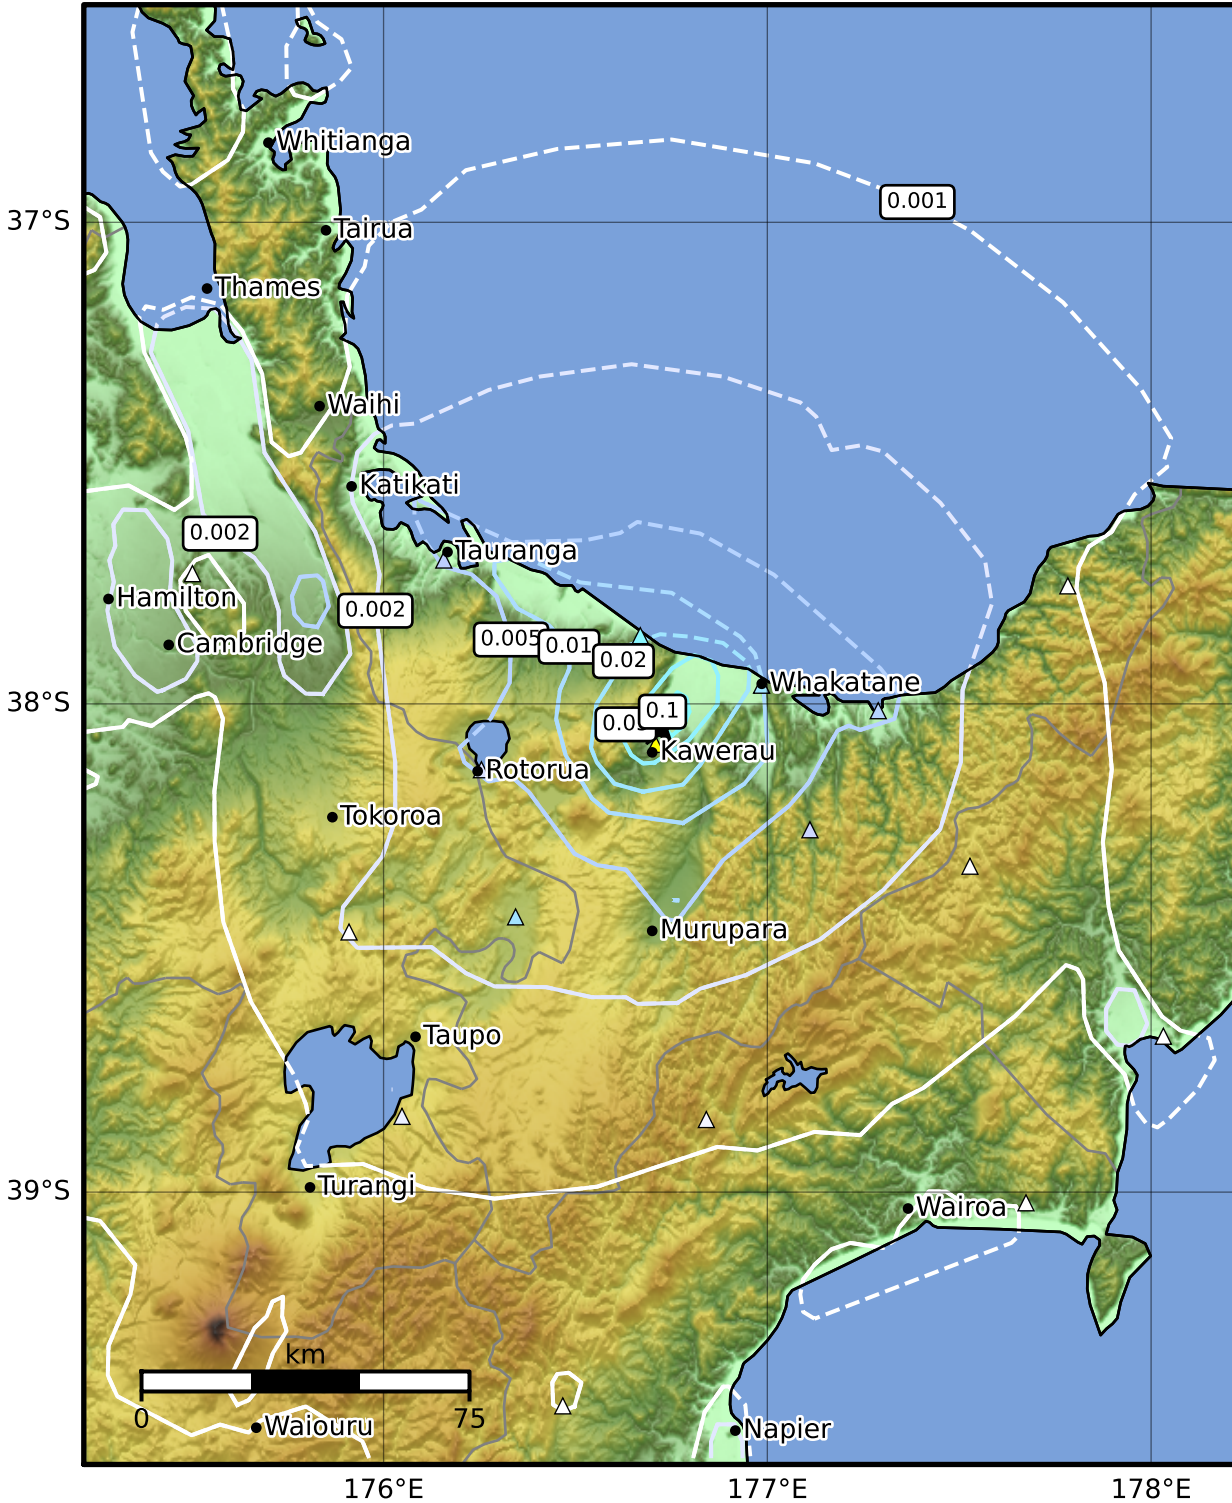 Whitianga
0.001
37°S
Tairua
Thames
Waihi
Katikati
0.002
Tauranga
Hamilton
0.002
Cambridge
0.005
0.01
0.02
Whakatane
38°S
0.1
Kawerau
Rotorua
Tokoroa
Murupara
Taupo
39°S
Turangi
Wairoa
km
0
75
Waiouru
Napier
176°E
177°E
178°E